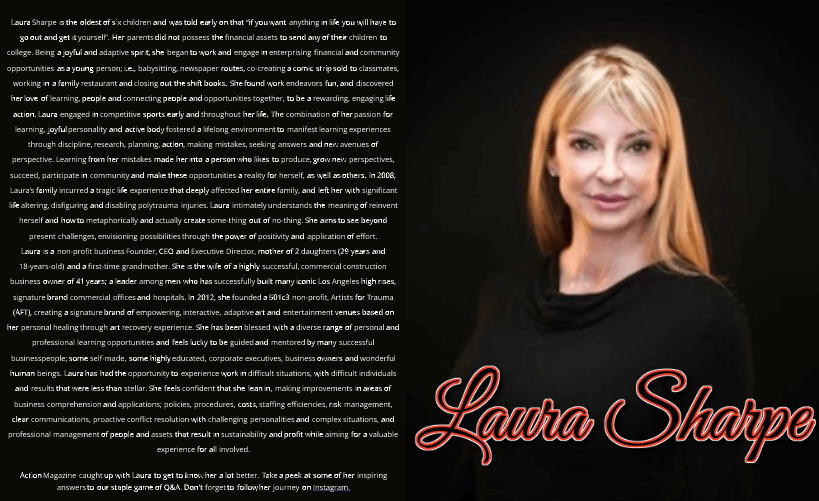 Laura Sharpe is the oldest of six children and was told early on that "if you want anything in life you will have to
go out and get it yourself". Her parents did not possess the financial assets to send any of their children to
college. Being a joyful and adaptive spirit, she began to work and engage in enterprising financial and community
opportunities as a young person; i.e., babysitting, newspaper routes, co-creating a comic strip sold to classmates,
working in a family restaurant and closing out the shift books. She found work endeavors fun, and discovered
her love of learning, people and connecting people and opportunities together, to be a rewarding, engaging life
action. Laura engaged in competitive sports early and throughout her life. The combination of her passion for
learning, joyful personality and active body fostered a lifelong environment to manifest learning experiences
through discipline, research, planning, action, making mistakes, seeking answers and new avenues of
perspective. Learning from her mistakes made her into a person who likes to produce, grow new perspectives,
succeed, participate in community and make these opportunities a reality for herself, as well as others. In 2008,
Laura's family incurred a tragic life experience that deeply affected her entire family, and left her with significant
life altering, disfiguring and disabling polytrauma injuries. Laura intimately understands the meaning of reinvent
herself and how to metaphorically and actually create some-thing out of no-thing. She aims to see beyond
present challenges, envisioning possibilities through the power of positivity and application of effort.
Laura is a non-profit business Founder, CEO and Executive Director, mother of 2 daughters (29 years and
18-years-old) and a first-time grandmother. She is the wife of a highly successful, commercial construction
business owner of 41 years; a leader among men who has successfully built many iconic Los Angeles high rises,
signature brand commercial offices and hospitals. In 2012, she founded a 501c3 non-profit, Artists for Trauma
(AFT), creating a signature brand of empowering, interactive, adaptive art and entertainment venues based on
her personal healing through art recovery experience. She has been blessed with a diverse range of personal and
professional learning opportunities and feels lucky to be guided and mentored by many successful
businesspeople; some self-made, some highly educated, corporate executives, business owners and wonderful
human beings. Laura has had the opportunity to experience work in difficult situations, with difficult individuals
and results that were less than stellar. She feels confident that she lean in, making improvements in areas of
business comprehension and applications; policies, procedures, costs, staffing efficiencies, risk management,
clear communications, proactive conflict resolution with challenging personalities and complex situations, and
professional management of people and assets that result in sustainability and profit while aiming for a valuable
experience for all involved.
Action Magazine caught up with Laura to get to know her a lot better. Take a peek at some of her inspiring
answers to our staple game of Q&A. Don't forget to follow her journey on Instagram.
Laura Sharpe